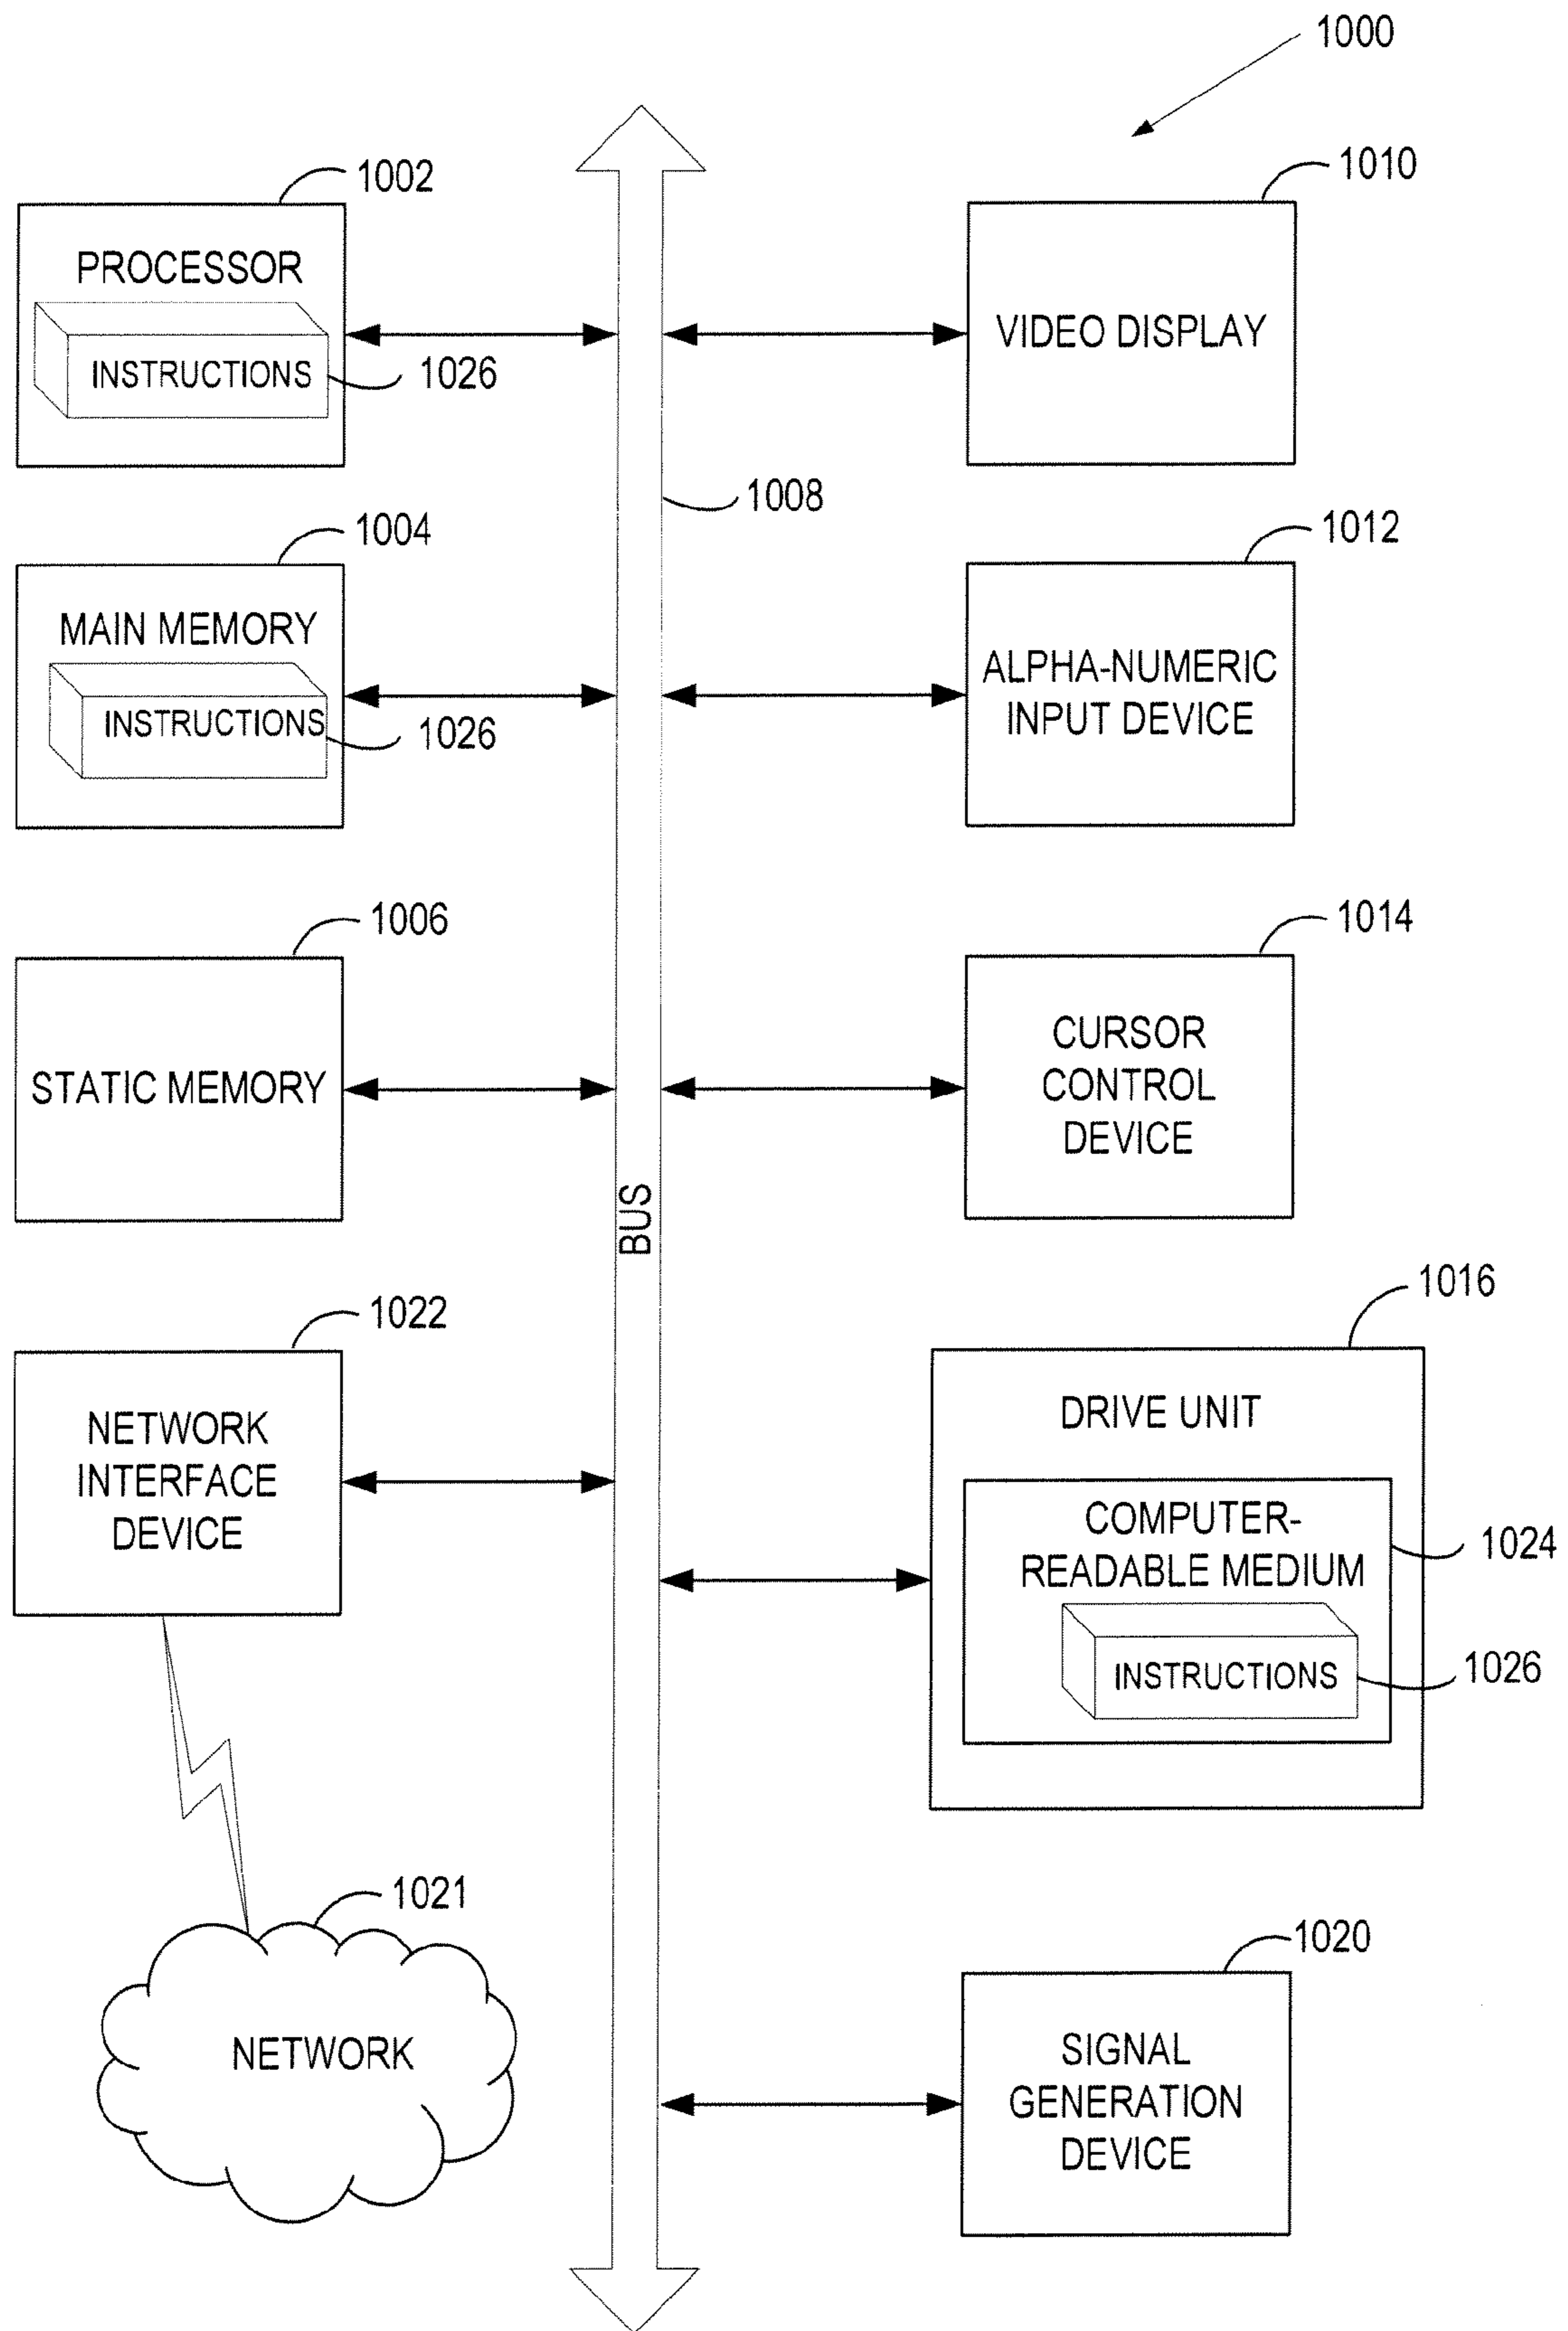 1000
1002
PROCESSOR
INSTRUCTIONS
1026
1010
VIDEO DISPLAY
1008
1004
MAIN MEMORY
INSTRUCTIONS
1026
1012
ALPHA-NUMERIC
INPUT DEVICE
1006
STATIC MEMORY
1014
CURSOR
CONTROL
DEVICE
BUS
1022
NETWORK
INTERFACE
DEVICE
1016
DRIVE UNIT
COMPUTER-
READABLE MEDIUM
1024
INSTRUCTIONS
1026
1021
NETWORK
1020
SIGNAL
GENERATION
DEVICE